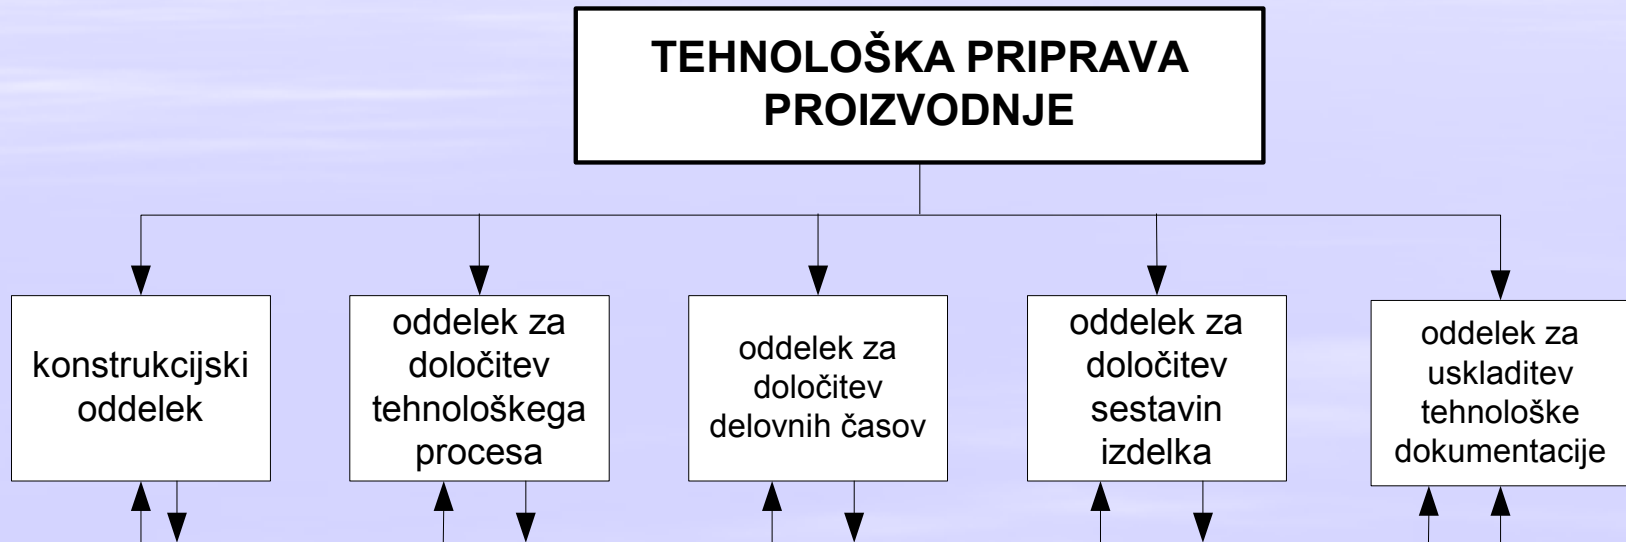 TEHNOLOŠKA PRIPRAVA
PROIZVODNJE
konstrukcijski
oddelek
oddelek za
določitev
tehnološkega
procesa
oddelek za
določitev
delovnih časov
oddelek za
določitev
sestavin
izdelka
oddelek za
uskladitev
tehnološke
dokumentacije